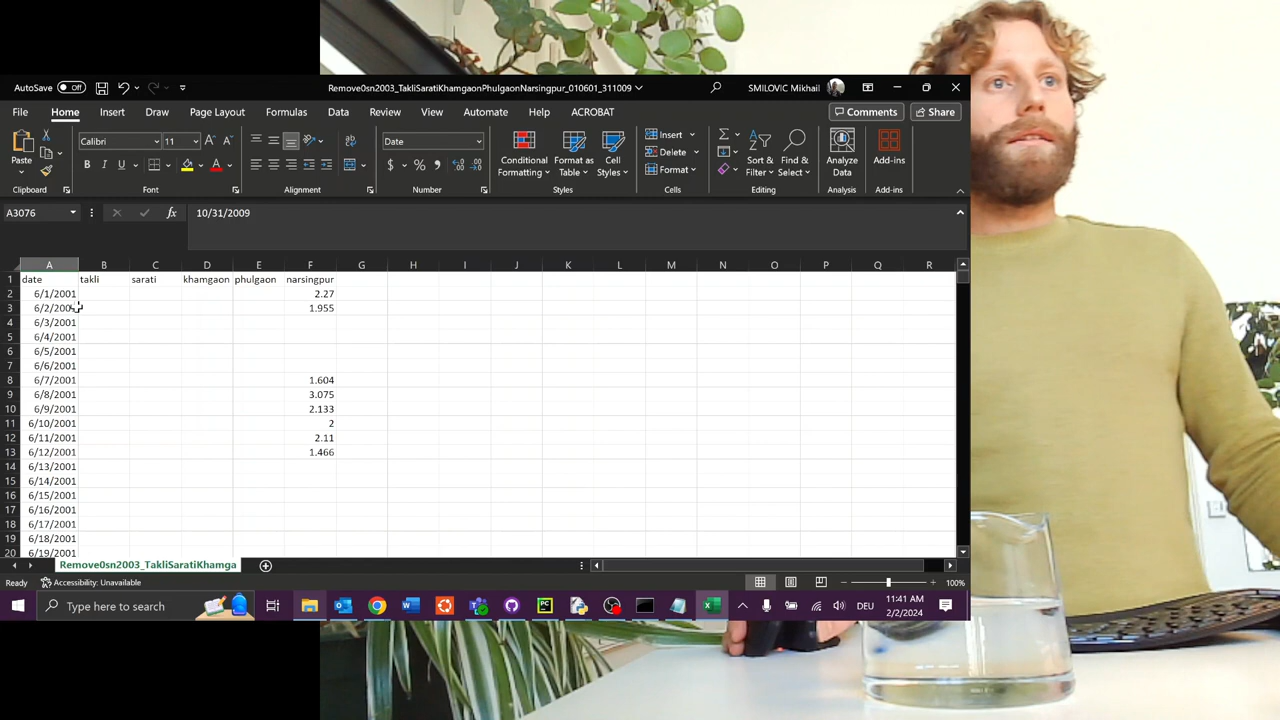 AutoSave Off Remove0sn2003_TakliSaratiKhamgaonPhulgaonNarsingpur_010601_311009 SMILOVIC Mikhail
File Home Insert Draw Page Layout Formulas Data Review View Automate Help ACROBAT Comments Share
Paste Calibri 11 Date Conditional Formatting Format as Table Cell Styles Insert Delete Format Sort & Filter Find & Select Analyze Data Add-ins
Clipboard Font Alignment Number Styles Cells Editing Analysis Add-ins
A3076 fx 10/31/2009
A B C D E F G H I J K L M N O P Q R
1 date takli sarati khamgaon phulgaon narsingpur
2 6/1/2001 2.27
3 6/2/200 1.955
4 6/3/2001
5 6/4/2001
6 6/5/2001
7 6/6/2001
8 6/7/2001 1.604
9 6/8/2001 3.075
10 6/9/2001 2.133
11 6/10/2001 2
12 6/11/2001 2.11
13 6/12/2001 1.466
14 6/13/2001
15 6/14/2001
16 6/15/2001
17 6/16/2001
18 6/17/2001
19 6/18/2001
20 6/19/2001
Remove0sn2003_TakliSaratiKhamga
Ready Accessibility: Unavailable 100%
Type here to search DEU 11:41 AM
2/2/2024